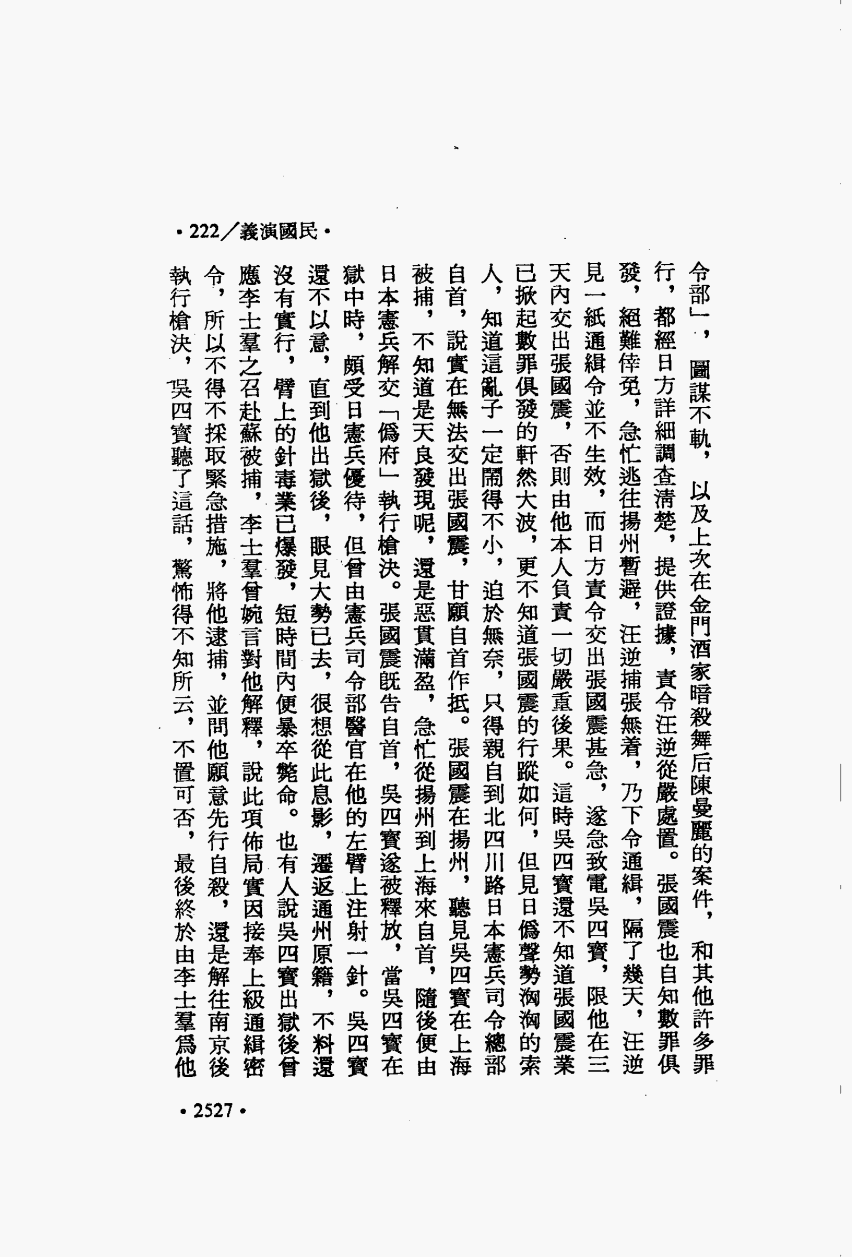 ·222／義演國民·
令部」，圖謀不軌，以及上次在金門酒家暗殺舞后陳曼麗的案件，和其他許多罪
行，都經日方詳細調查清楚，提供證據，責令汪逆從嚴處置。張國震也自知數罪俱
發，絕難倖免，急忙逃往揚州暫避，汪逆捕張無着，乃下令通緝，隔了幾天，汪逆
見一紙通緝令並不生效，而日方責令交出張國震甚急，遂急致電吳四寶，限他在三
天內交出張國震，否則由他本人負責一切嚴重後果。這時吳四寶還不知道張國震業
已掀起數罪俱發的軒然大波，更不知道張國震的行蹤如何，但見日僞聲勢洶洶的索
人，知道這亂子一定鬧得不小，迫於無奈，只得親自到北四川路日本憲兵司令總部
自首，說實在無法交出張國震，甘願自首作抵。張國震在揚州，聽見吳四寶在上海
被捕，不知道是天良發現呢，還是惡貫滿盈，急忙從揚州到上海來自首，隨後便由
日本憲兵解交「僞府」執行槍決。張國震旣告自首，吳四寶遂被釋放，當吳四寶在
獄中時，頗受日憲兵優待，但曾由憲兵司令部醫官在他的左臂上注射一針。吳四寶
還不以意，直到他出獄後，眼見大勢已去，很想從此息影，遷返通州原籍，不料還
沒有實行，臂上的針毒業已爆發，短時間內便暴卒斃命。也有人說吳四寶出獄後曾
應李士羣之召赴蘇被捕，李士羣曾婉言對他解釋，說此項佈局實因接奉上級通緝密
令，所以不得不採取緊急措施，將他逮捕，並問他願意先行自殺，還是解往南京後
執行槍決，吳四寶聽了這話，驚怖得不知所云，不置可否，最後終於由李士羣爲他
·2527·